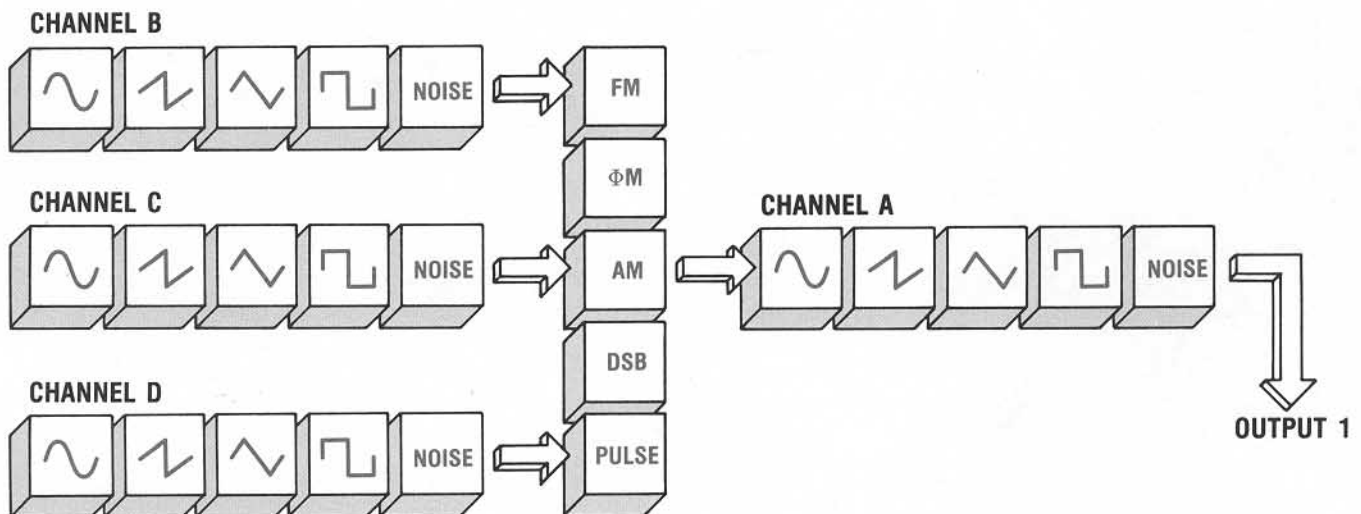 CHANNEL B
NOISE
FM
ΦM
CHANNEL C
NOISE
AM
CHANNEL A
NOISE
DSB
CHANNEL D
NOISE
PULSE
OUTPUT 1